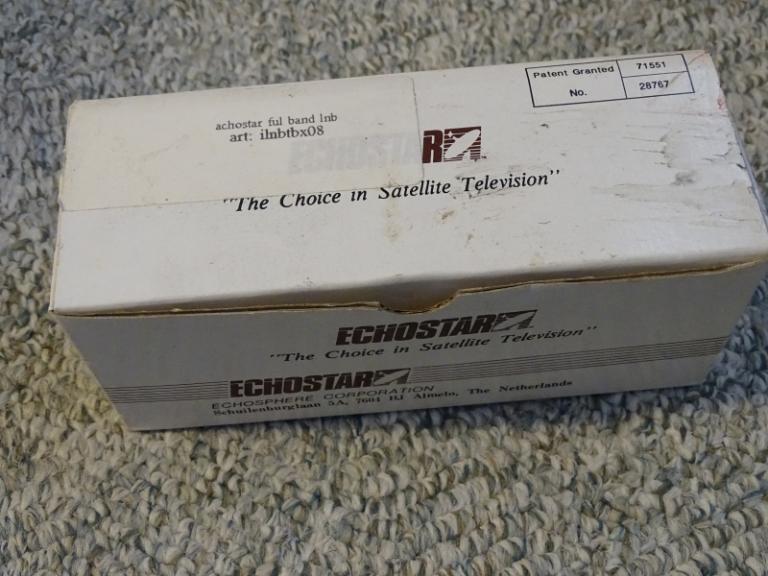 Patent Granted 71551
No. 28767
achostar ful band lnb
art: ilnbtbx08
ECHOSTAR
"The Choice in Satellite Television"
ECHOSTAR
"The Choice in Satellite Television"
ECHOSTAR
ECHOSPHERE CORPORATION
Schuilenburglaan 5A, 7604 BJ Almelo, The Netherlands